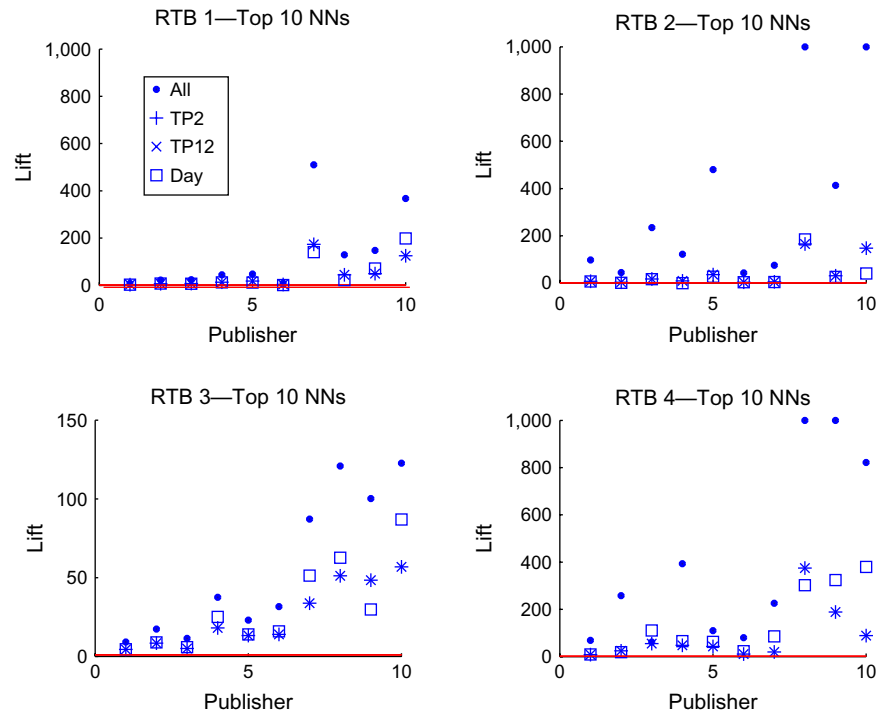 RTB 1—Top 10 NNs
1,000
800
600
400
200
0
All
TP2
TP12
Day
Lift
0 5 10
Publisher
RTB 2—Top 10 NNs
1,000
800
600
400
200
0
Lift
0 5 10
Publisher
RTB 3—Top 10 NNs
150
100
50
0
Lift
0 5 10
Publisher
RTB 4—Top 10 NNs
1,000
800
600
400
200
0
Lift
0 5 10
Publisher